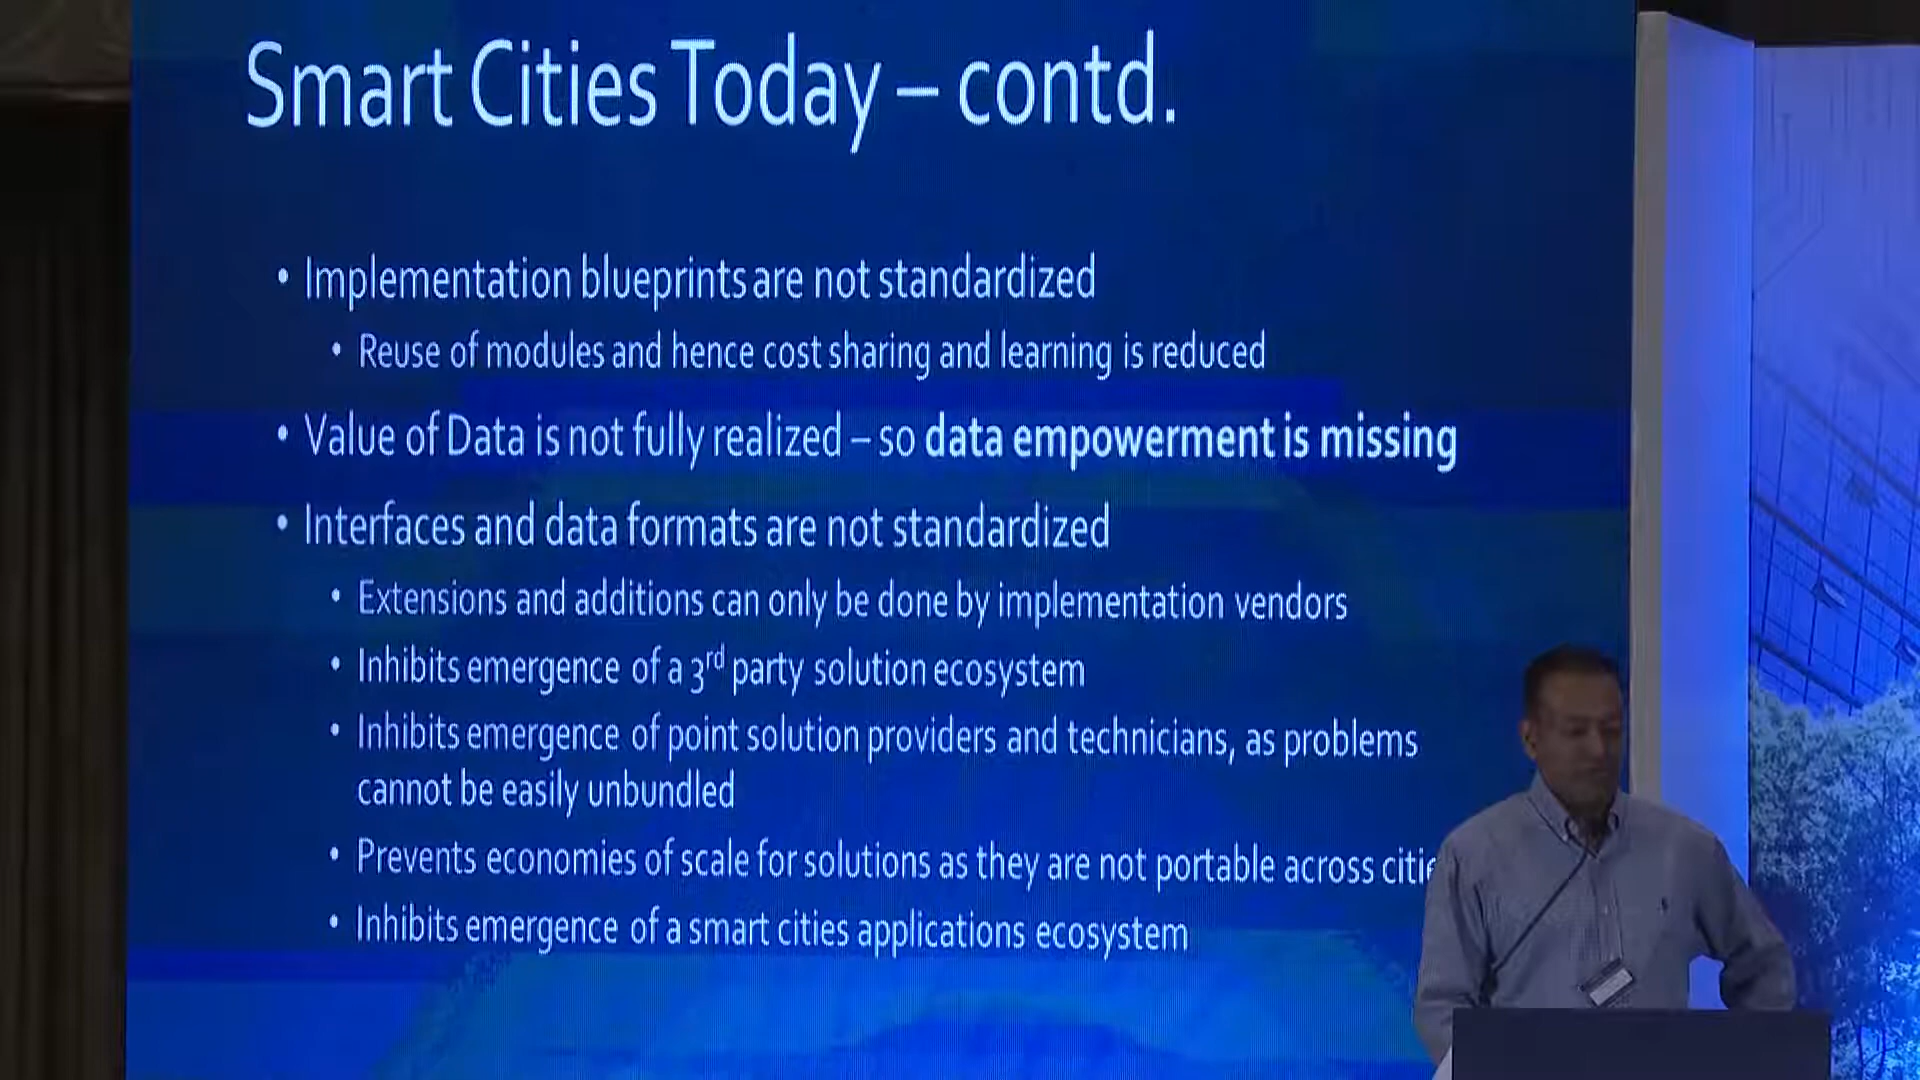 Smart Cities Today – contd.
• Implementation blueprints are not standardized
• Reuse of modules and hence cost sharing and learning is reduced
• Value of Data is not fully realized – so data empowerment is missing
• Interfaces and data formats are not standardized
• Extensions and additions can only be done by implementation vendors
• Inhibits emergence of a 3rd party solution ecosystem
• Inhibits emergence of point solution providers and technicians, as problems
cannot be easily unbundled
• Prevents economies of scale for solutions as they are not portable across citie
• Inhibits emergence of a smart cities applications ecosystem